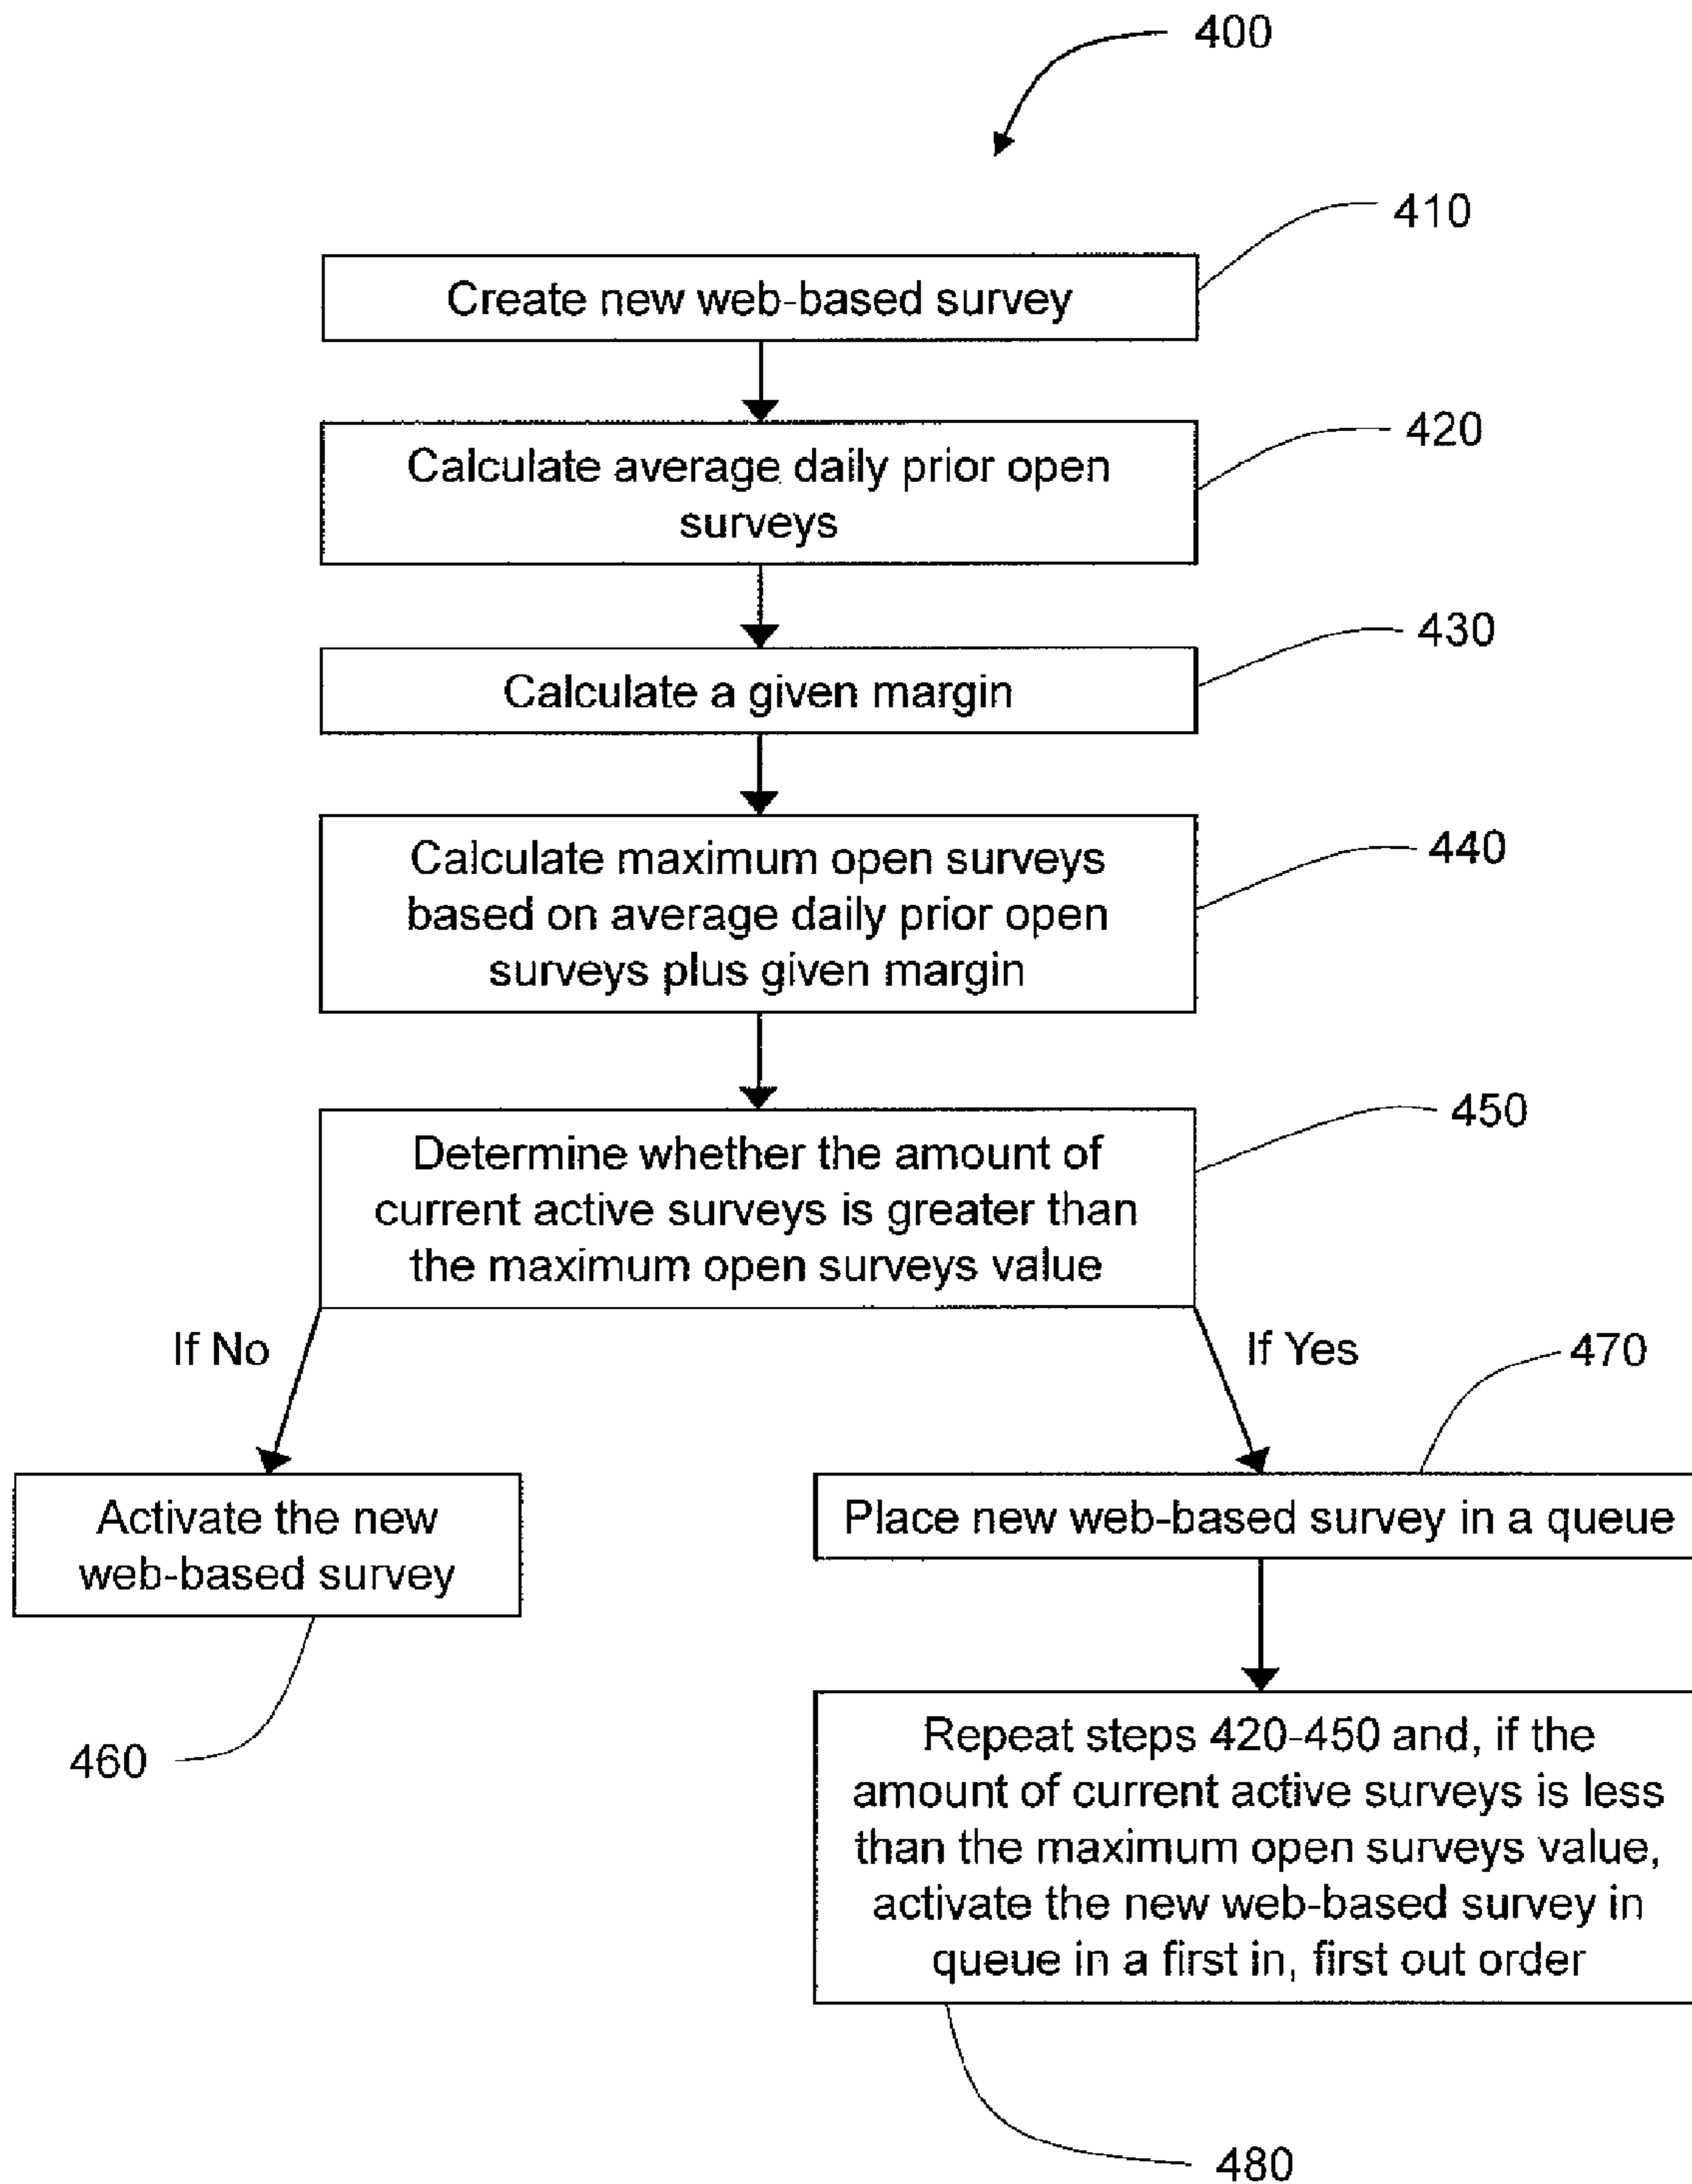 400
410
Create new web-based survey
420
Calculate average daily prior open
surveys
430
Calculate a given margin
440
Calculate maximum open surveys
based on average daily prior open
surveys plus given margin
450
Determine whether the amount of
current active surveys is greater than
the maximum open surveys value
If No
If Yes
470
Activate the new
web-based survey
460
Place new web-based survey in a queue
Repeat steps 420-450 and, if the
amount of current active surveys is less
than the maximum open surveys value,
activate the new web-based survey in
queue in a first in, first out order
480